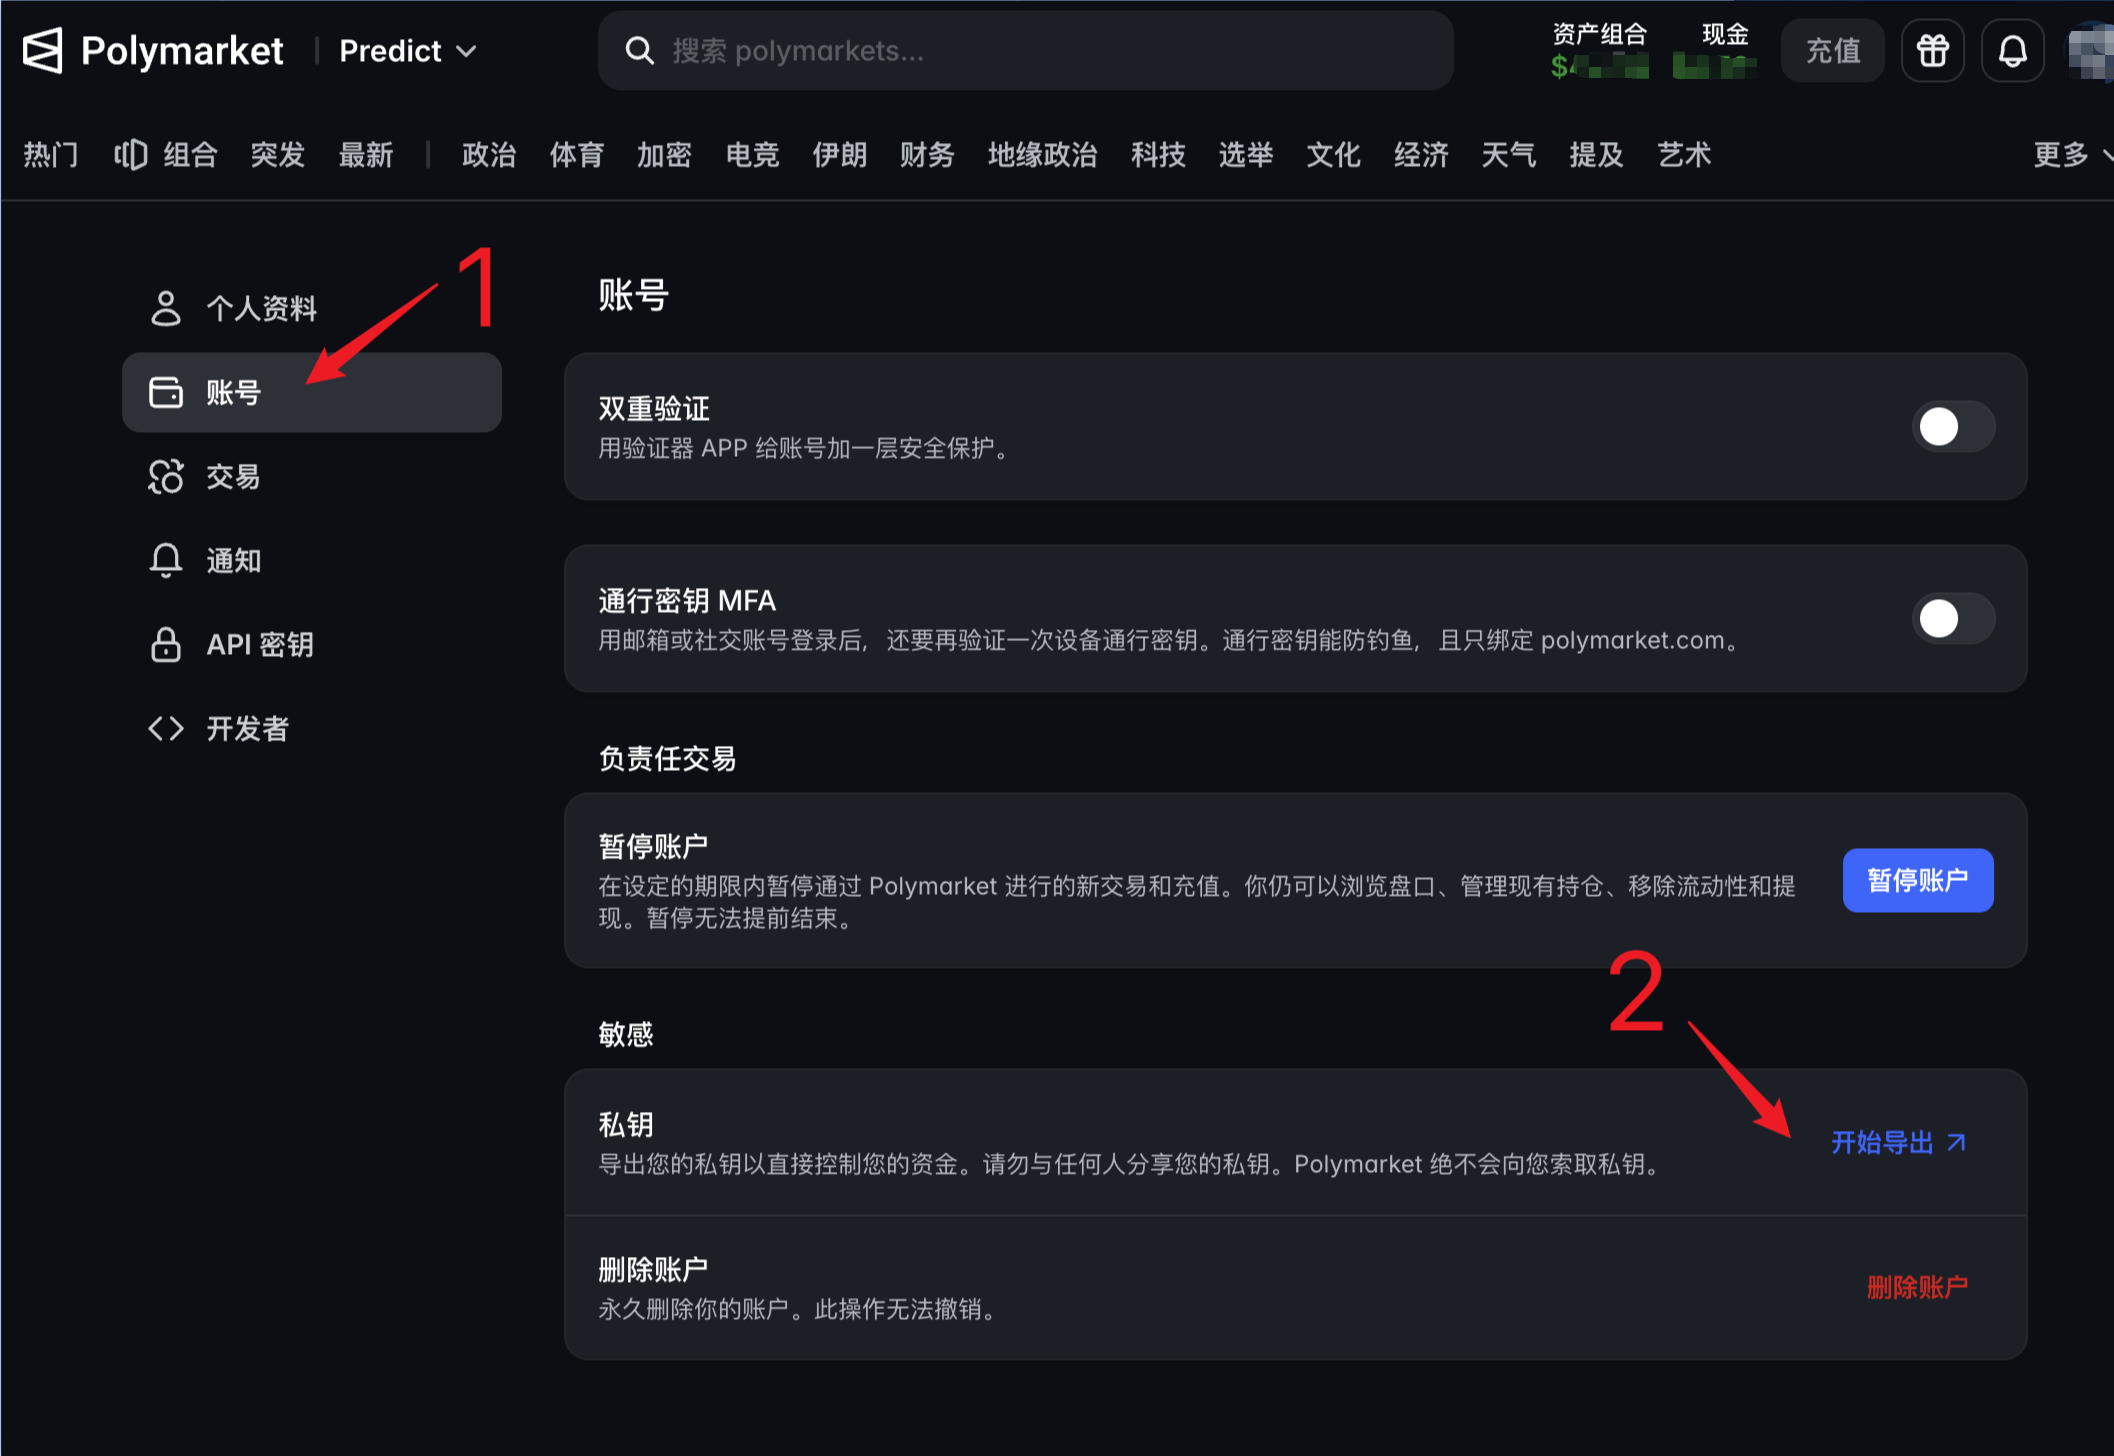 Polymarket
Predict
搜索 polymarkets...
资产组合
现金
充值
热门
组合
突发
最新
政治
体育
加密
电竞
伊朗
财务
地缘政治
科技
选举
文化
经济
天气
提及
艺术
更多
1
个人资料
账号
交易
通知
API 密钥
开发者
账号
双重验证
用验证器 APP 给账号加一层安全保护。
通行密钥 MFA
用邮箱或社交账号登录后，还要再验证一次设备通行密钥。通行密钥能防钓鱼，且只绑定 polymarket.com。
负责任交易
暂停账户
在设定的期限内暂停通过 Polymarket 进行的新交易和充值。你仍可以浏览盘口、管理现有持仓、移除流动性和提
现。暂停无法提前结束。
暂停账户
2
敏感
私钥
导出您的私钥以直接控制您的资金。请勿与任何人分享您的私钥。Polymarket 绝不会向您索取私钥。
开始导出
删除账户
永久删除你的账户。此操作无法撤销。
删除账户